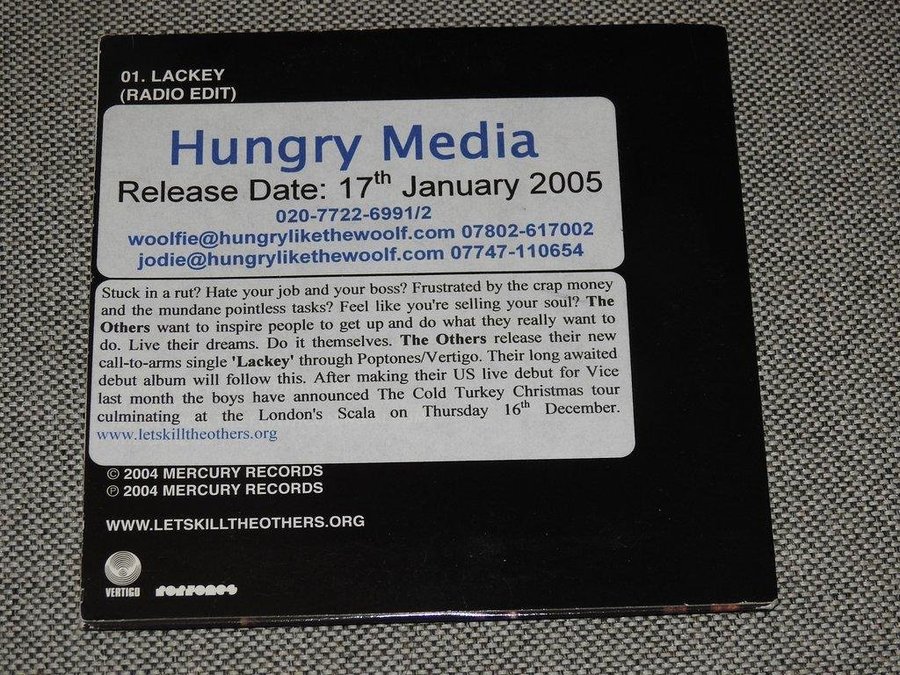 01. LACKEY
(RADIO EDIT)
Hungry Media
Release Date: 17th January 2005
020-7722-6991/2
woolfie@hungrylikethewoolf.com 07802-617002
jodie@hungrylikethewoolf.com 07747-110654
Stuck in a rut? Hate your job and your boss? Frustrated by the crap money
and the mundane pointless tasks? Feel like you're selling your soul? The
Others want to inspire people to get up and do what they really want to
do. Live their dreams. Do it themselves. The Others release their new
call-to-arms single 'Lackey' through Poptones/Vertigo. Their long awaited
debut album will follow this. After making their US live debut for Vice
last month the boys have announced The Cold Turkey Christmas tour
culminating at the London's Scala on Thursday 16th December.
www.letskilltheothers.org
© 2004 MERCURY RECORDS
℗ 2004 MERCURY RECORDS
WWW.LETSKILLTHEOTHERS.ORG
VERTIGO poptones